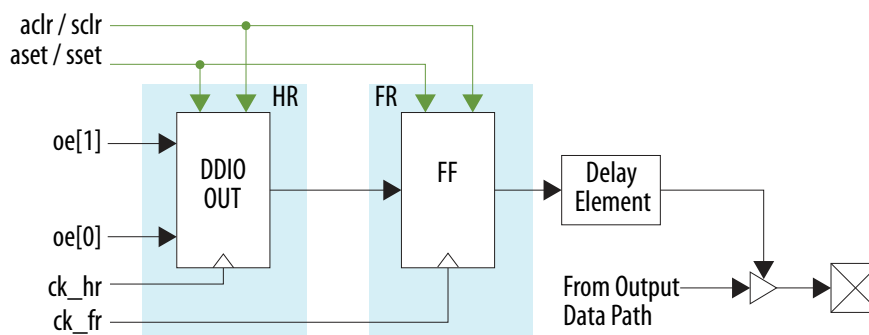 aclr / sclr
aset / sset
HR
FR
oe[1]
DDIO
OUT
FF
Delay
Element
oe[0]
ck_hr
From Output
Data Path
ck_fr